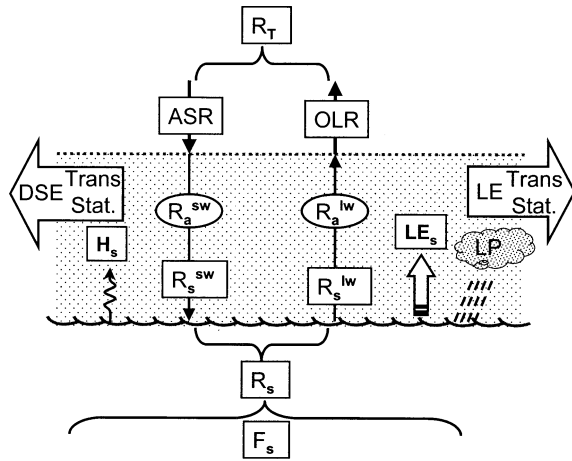 R_T
ASR
OLR
DSE Trans
Stat.
LE Trans
Stat.
R_a^sw
R_a^lw
H_s
LE_s
LP
R_s^sw
R_s^lw
R_s
F_s